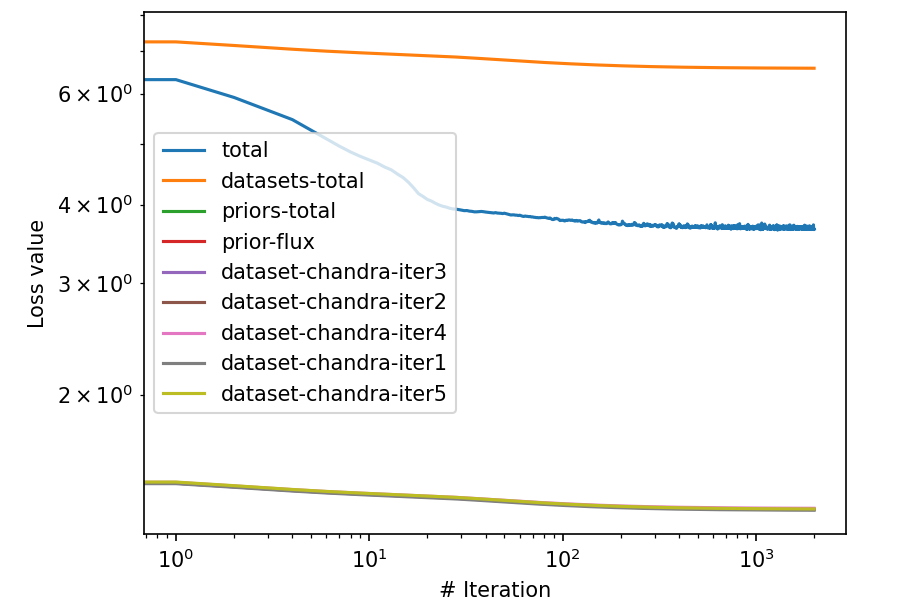 6 × 10⁰
4 × 10⁰
3 × 10⁰
2 × 10⁰
Loss value
total
datasets-total
priors-total
prior-flux
dataset-chandra-iter3
dataset-chandra-iter2
dataset-chandra-iter4
dataset-chandra-iter1
dataset-chandra-iter5
10⁰ 10¹ 10² 10³
# Iteration